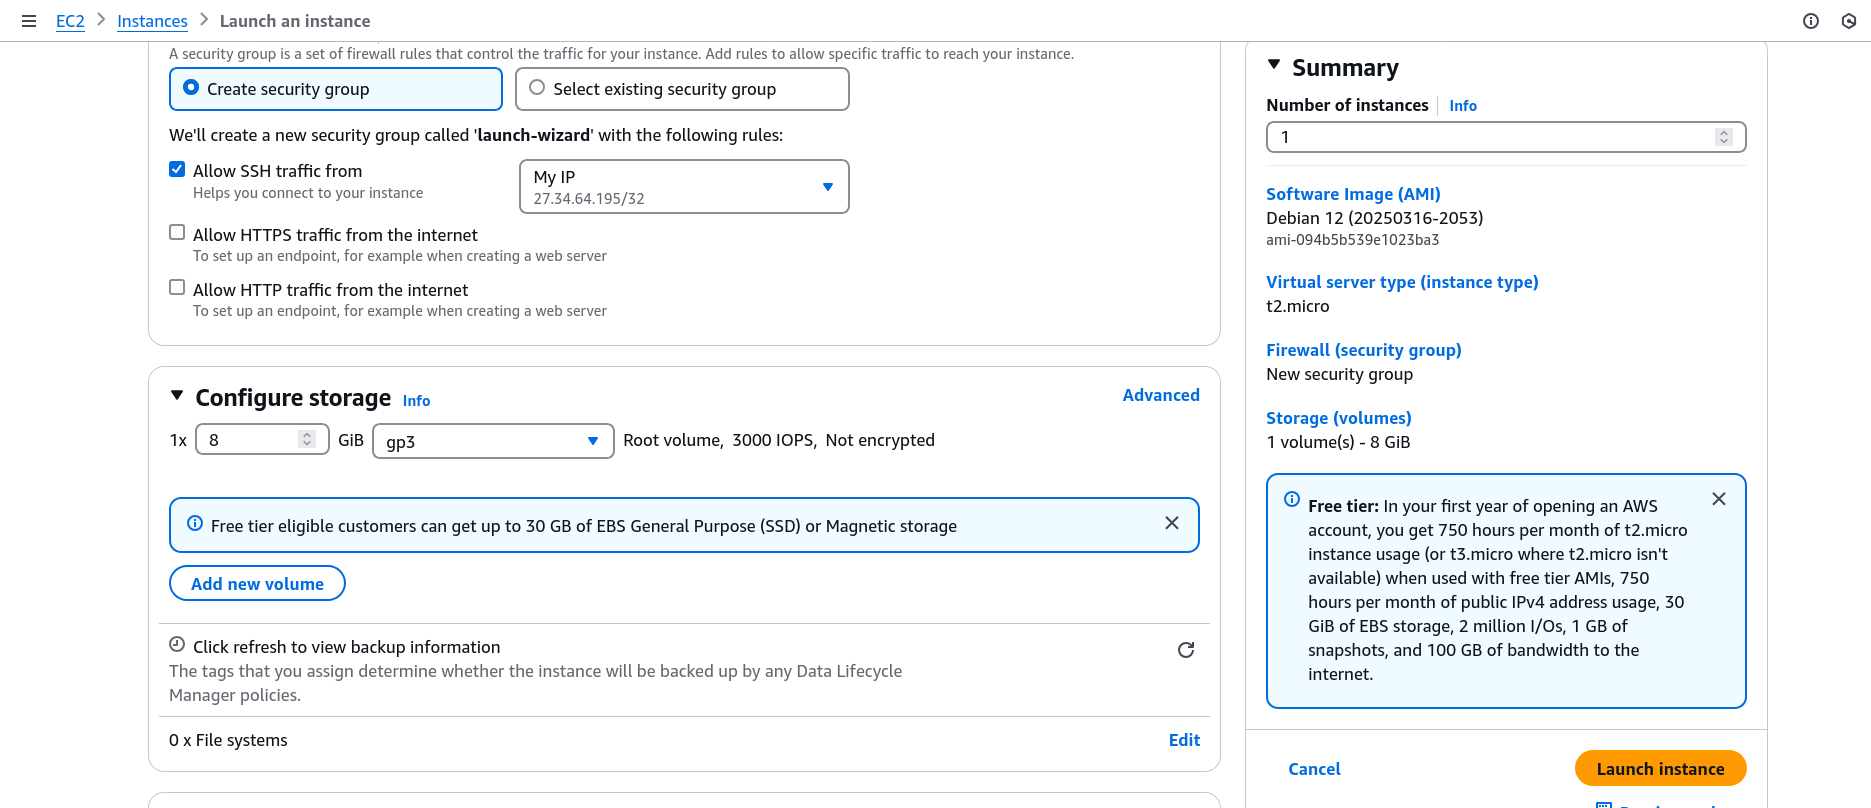 EC2 > Instances > Launch an instance
A security group is a set of firewall rules that control the traffic for your instance. Add rules to allow specific traffic to reach your instance.
Create security group
Select existing security group
We'll create a new security group called 'launch-wizard' with the following rules:
Allow SSH traffic from
Helps you connect to your instance
My IP
27.34.64.195/32
Allow HTTPS traffic from the internet
To set up an endpoint, for example when creating a web server
Allow HTTP traffic from the internet
To set up an endpoint, for example when creating a web server
Configure storage Info
Advanced
1x 8 GiB gp3 Root volume, 3000 IOPS, Not encrypted
Free tier eligible customers can get up to 30 GB of EBS General Purpose (SSD) or Magnetic storage
Add new volume
Click refresh to view backup information
The tags that you assign determine whether the instance will be backed up by any Data Lifecycle
Manager policies.
0 x File systems
Edit
Summary
Number of instances Info
1
Software Image (AMI)
Debian 12 (20250316-2053)
ami-094b5b539e1023ba3
Virtual server type (instance type)
t2.micro
Firewall (security group)
New security group
Storage (volumes)
1 volume(s) - 8 GiB
Free tier: In your first year of opening an AWS
account, you get 750 hours per month of t2.micro
instance usage (or t3.micro where t2.micro isn't
available) when used with free tier AMIs, 750
hours per month of public IPv4 address usage, 30
GiB of EBS storage, 2 million I/Os, 1 GB of
snapshots, and 100 GB of bandwidth to the
internet.
Cancel
Launch instance